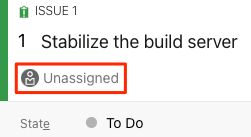 ISSUE 1
1 Stabilize the build server
Unassigned
State To Do